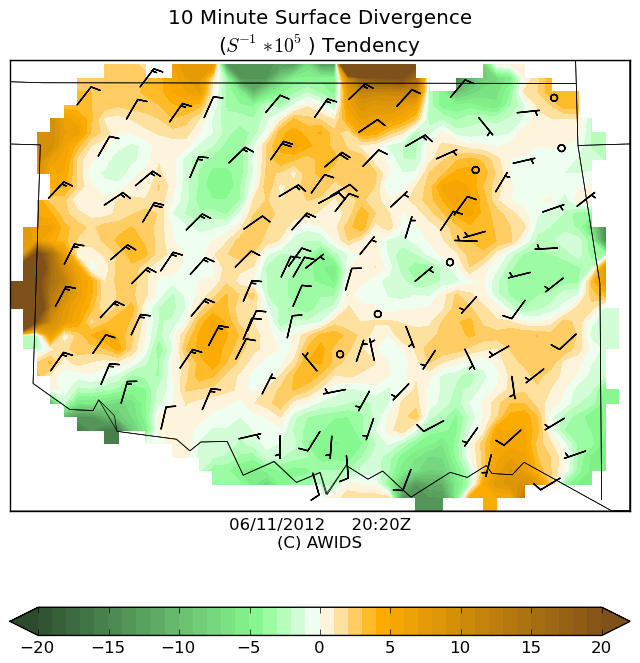 10 Minute Surface Divergence
($S^{-1} * 10^5$ ) Tendency
06/11/2012 20:20Z
(C) AWIDS
−20 −15 −10 −5 0 5 10 15 20